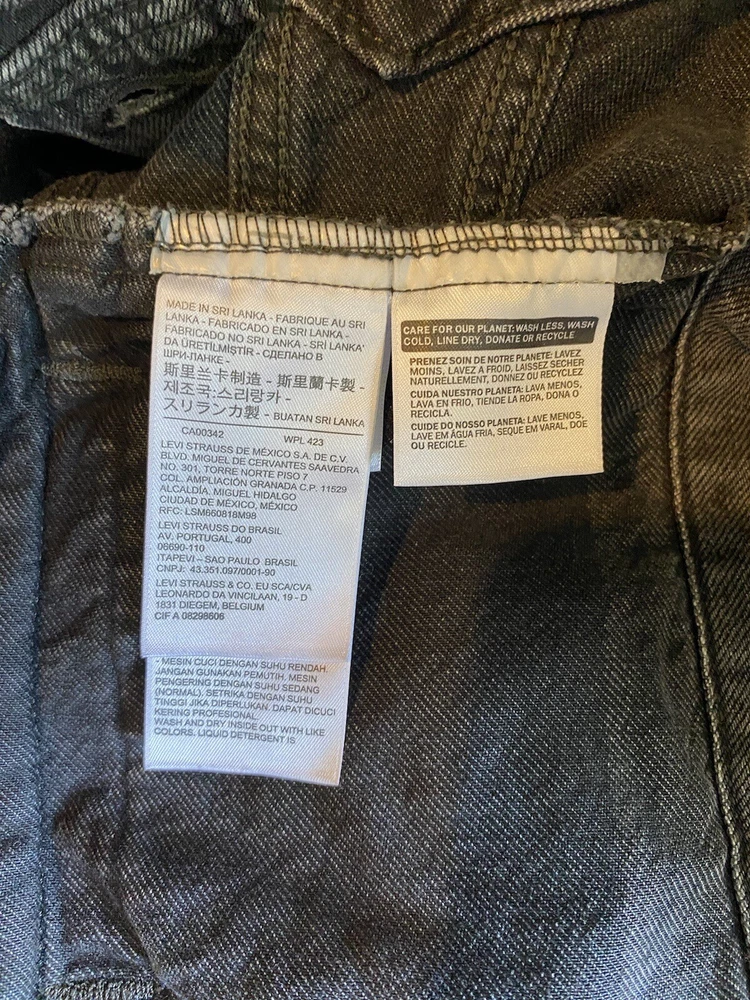 MADE IN SRI LANKA - FABRIQUE AU SRI
LANKA - FABRICADO EN SRI LANKA -
FABRICADO NO SRI LANKA - SRİ LANKA'
DA ÜRETİLMİŞTİR - СДЕЛАНО В
ШРИ-ЛАНКЕ -
斯里兰卡制造 - 斯里蘭卡製 -
제조국:스리랑카 -
スリランカ製 - BUATAN SRI LANKA
CA00342 WPL 423
LEVI STRAUSS DE MÉXICO S.A. DE C.V.
BLVD. MIGUEL DE CERVANTES SAAVEDRA
NO. 301, TORRE NORTE PISO 7
COL. AMPLIACIÓN GRANADA C.P. 11529
ALCALDÍA. MIGUEL HIDALGO
CIUDAD DE MÉXICO, MÉXICO
RFC: LSM660818M98
LEVI STRAUSS DO BRASIL
AV. PORTUGAL, 400
06690-110
ITAPEVI – SAO PAULO BRASIL
CNPJ: 43.351.097/0001-90
LEVI STRAUSS & CO. EU SCA/CVA
LEONARDO DA VINCILAAN, 19 - D
1831 DIEGEM, BELGIUM
CIF A 08298606
- MESIN CUCI DENGAN SUHU RENDAH.
JANGAN GUNAKAN PEMUTIH. MESIN
PENGERING DENGAN SUHU SEDANG
(NORMAL). SETRIKA DENGAN SUHU
TINGGI JIKA DIPERLUKAN. DAPAT DICUCI
KERING PROFESIONAL.
WASH AND DRY INSIDE OUT WITH LIKE
COLORS. LIQUID DETERGENT IS
CARE FOR OUR PLANET: WASH LESS, WASH
COLD, LINE DRY, DONATE OR RECYCLE
PRENEZ SOIN DE NOTRE PLANETE: LAVEZ
MOINS, LAVEZ A FROID, LAISSEZ SECHER
NATURELLEMENT, DONNEZ OU RECYCLEZ
CUIDA NUESTRO PLANETA: LAVA MENOS,
LAVA EN FRIO, TIENDE LA ROPA, DONA O
RECICLA.
CUIDE DO NOSSO PLANETA: LAVE MENOS,
LAVE EM ÁGUA FRIA, SEQUE EM VARAL, DOE
OU RECICLE.